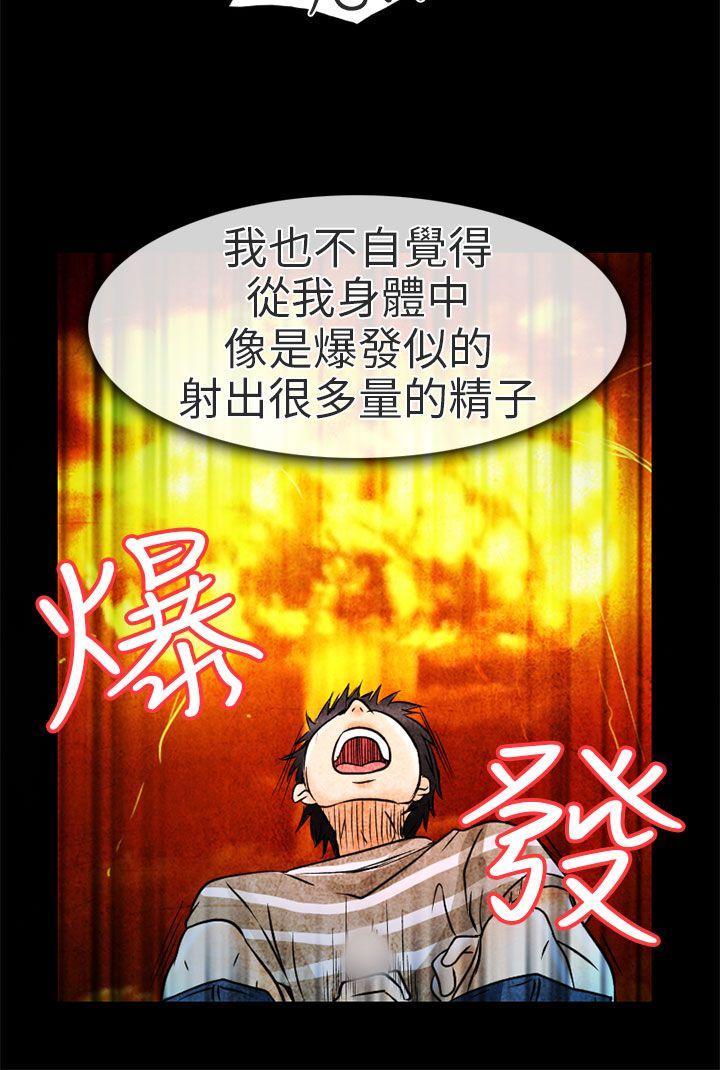 我也不自覺得
從我身體中
像是爆發似的
射出很多量的精子
爆
發